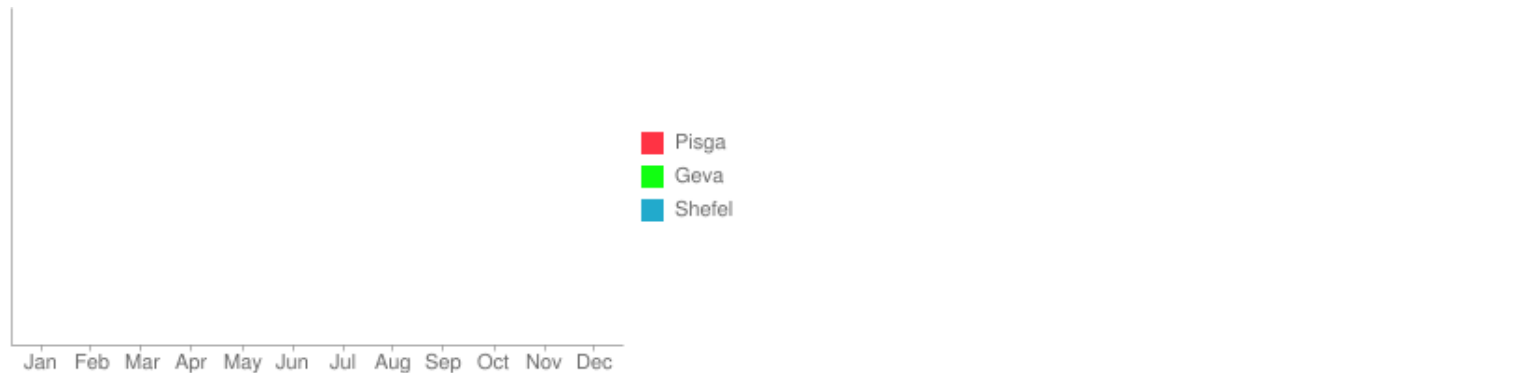 Pisga
Geva
Shefel
Jan Feb Mar Apr May Jun Jul Aug Sep Oct Nov Dec